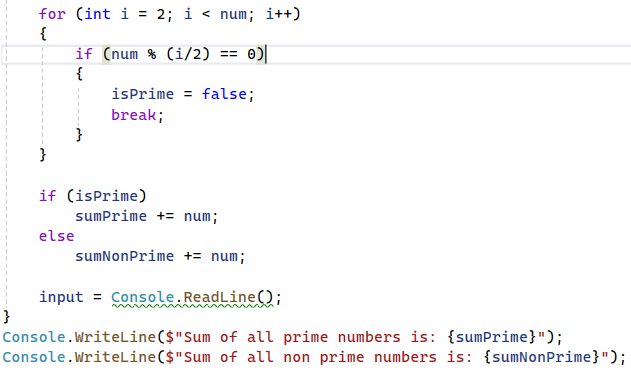 for (int i = 2; i < num; i++)
{
if (num % (i/2) == 0)
{
isPrime = false;
break;
}
}
if (isPrime)
sumPrime += num;
else
sumNonPrime += num;
input = Console.ReadLine();
}
Console.WriteLine($"Sum of all prime numbers is: {sumPrime}");
Console.WriteLine($"Sum of all non prime numbers is: {sumNonPrime}");